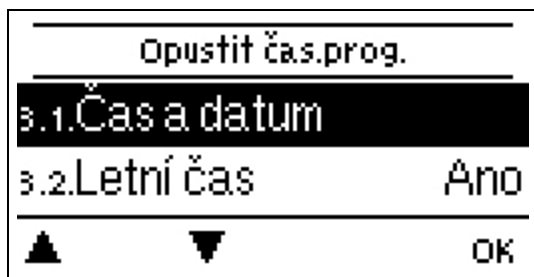 Opustit čas.prog.
3.1.Čas a datum
3.2.Letní čas Ano
▲ ▼ OK